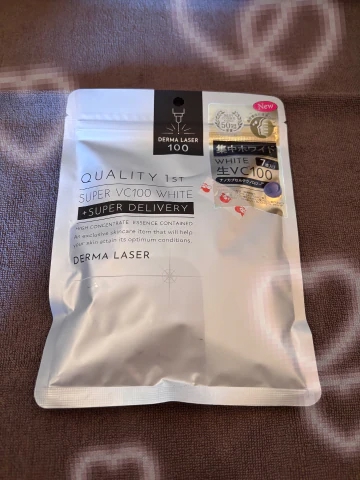 DERMA LASER
100
New
QUALITY 1ST
SUPER VC100 WHITE
+SUPER DELIVERY
HIGH CONCENTRATE ESSENCE CONTAINED
An exclusive skincare item that will help
your skin attain its optimum conditions.
DERMA LASER
集中ホワイト
WHITE
生VC100